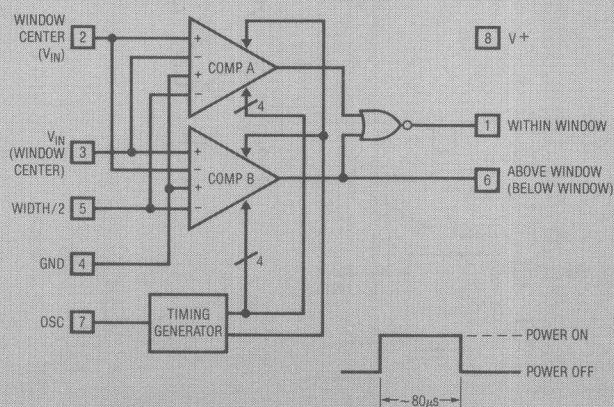 WINDOW
CENTER
(VIN)
2
8 V+
+
−
+
−
COMP A
4
1 WITHIN WINDOW
VIN
(WINDOW
CENTER)
3
+
−
+
−
COMP B
6
ABOVE WINDOW
(BELOW WINDOW)
WIDTH/2 5
4
GND 4
OSC 7
TIMING
GENERATOR
POWER ON
POWER OFF
~80µs